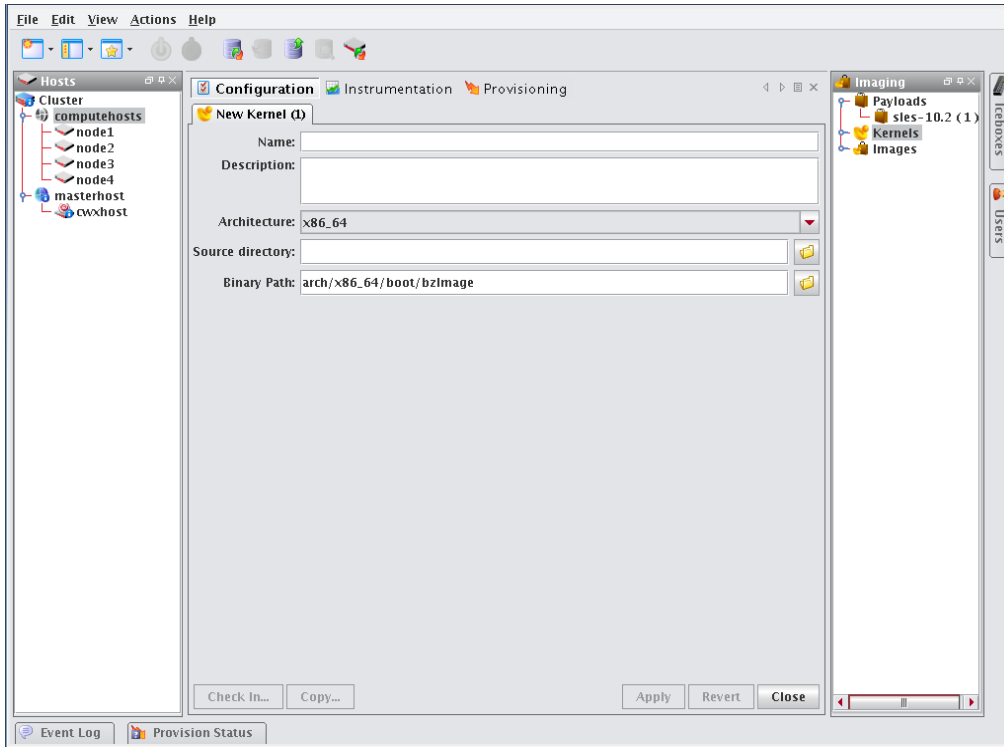 File Edit View Actions Help
Hosts
Cluster
computehosts
node1
node2
node3
node4
masterhost
cwxhost
Configuration Instrumentation Provisioning
New Kernel (1)
Name:
Description:
Architecture: x86_64
Source directory:
Binary Path: arch/x86_64/boot/bzImage
Check In... Copy... Apply Revert Close
Imaging
Payloads
sles-10.2 (1)
Kernels
Images
Iceboxes
Users
Event Log Provision Status